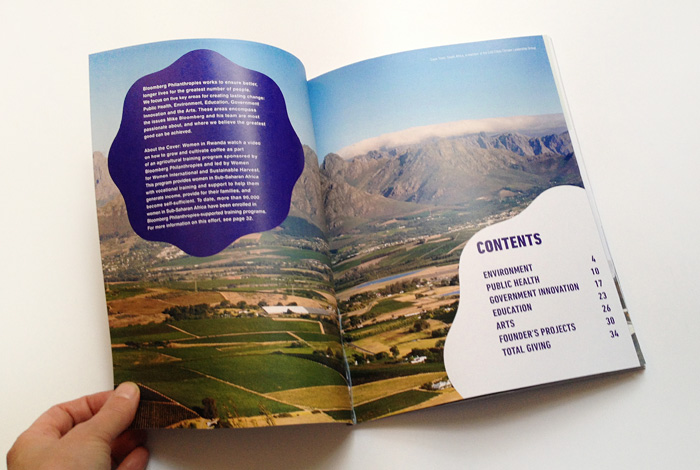 Cape Town, South Africa,
Bloomberg Philanthropies works to ensure better,
longer lives for the greatest number of people.
We focus on five key areas for creating lasting change:
Public Health, Environment, Education, Government
Innovation and the Arts. These areas encompass
the issues Mike Bloomberg and his team are most
passionate about, and where we believe the greatest
good can be achieved.
About the Cover: Women in Rwanda watch a video
on how to grow and cultivate coffee as part
of an agricultural training program sponsored by
Bloomberg Philanthropies and led by Women
for Women International and Sustainable Harvest.
This program provides women in Sub-Saharan Africa
with vocational training and support to help them
generate income, provide for their families, and
become self-sufficient. To date, more than
women in Sub-Saharan Africa have been enrolled in
Bloomberg Philanthropies-supported training programs.
For more information on this effort, see page 32.
CONTENTS
ENVIRONMENT 4
PUBLIC HEALTH 10
GOVERNMENT INNOVATION 17
EDUCATION 23
ARTS 26
FOUNDER'S PROJECTS 30
TOTAL GIVING 34